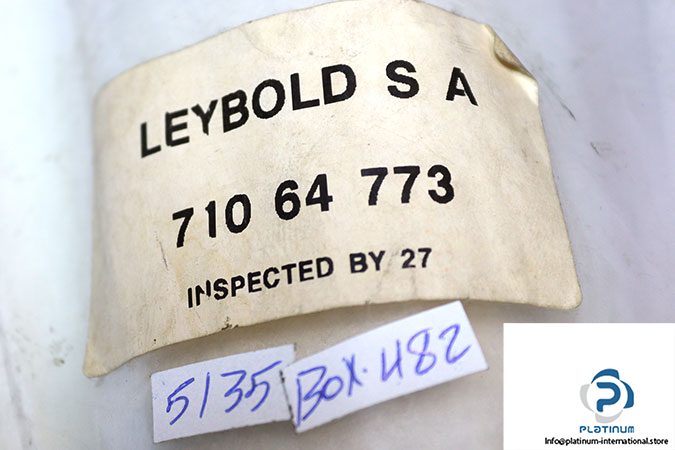 LEYBOLD S A
710 64 773
INSPECTED BY 27
5135 BOX. 482
PLATINUM
Info@platinum-international.store